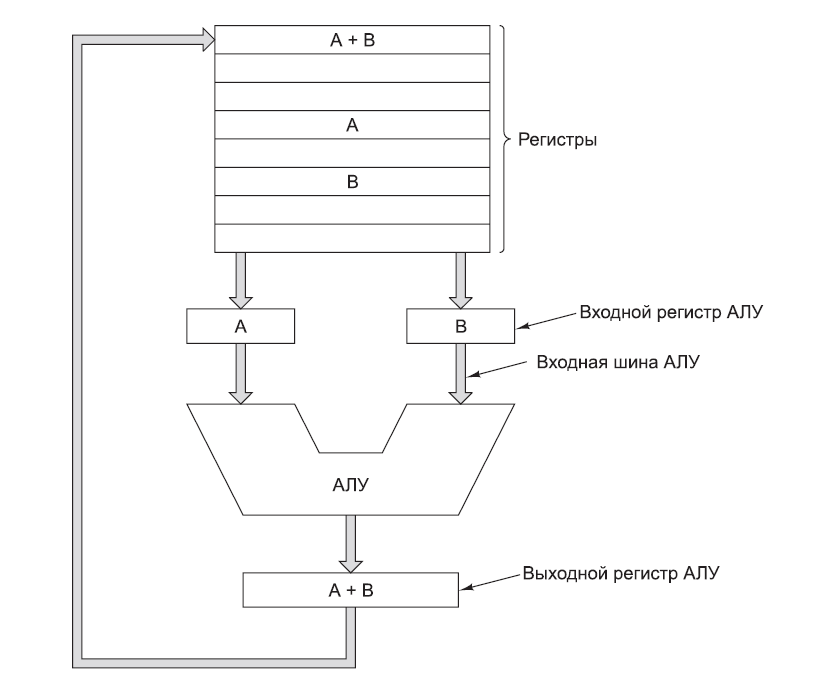 A + B
A
Регистры
B
A
B
Входной регистр АЛУ
Входная шина АЛУ
АЛУ
A + B
Выходной регистр АЛУ